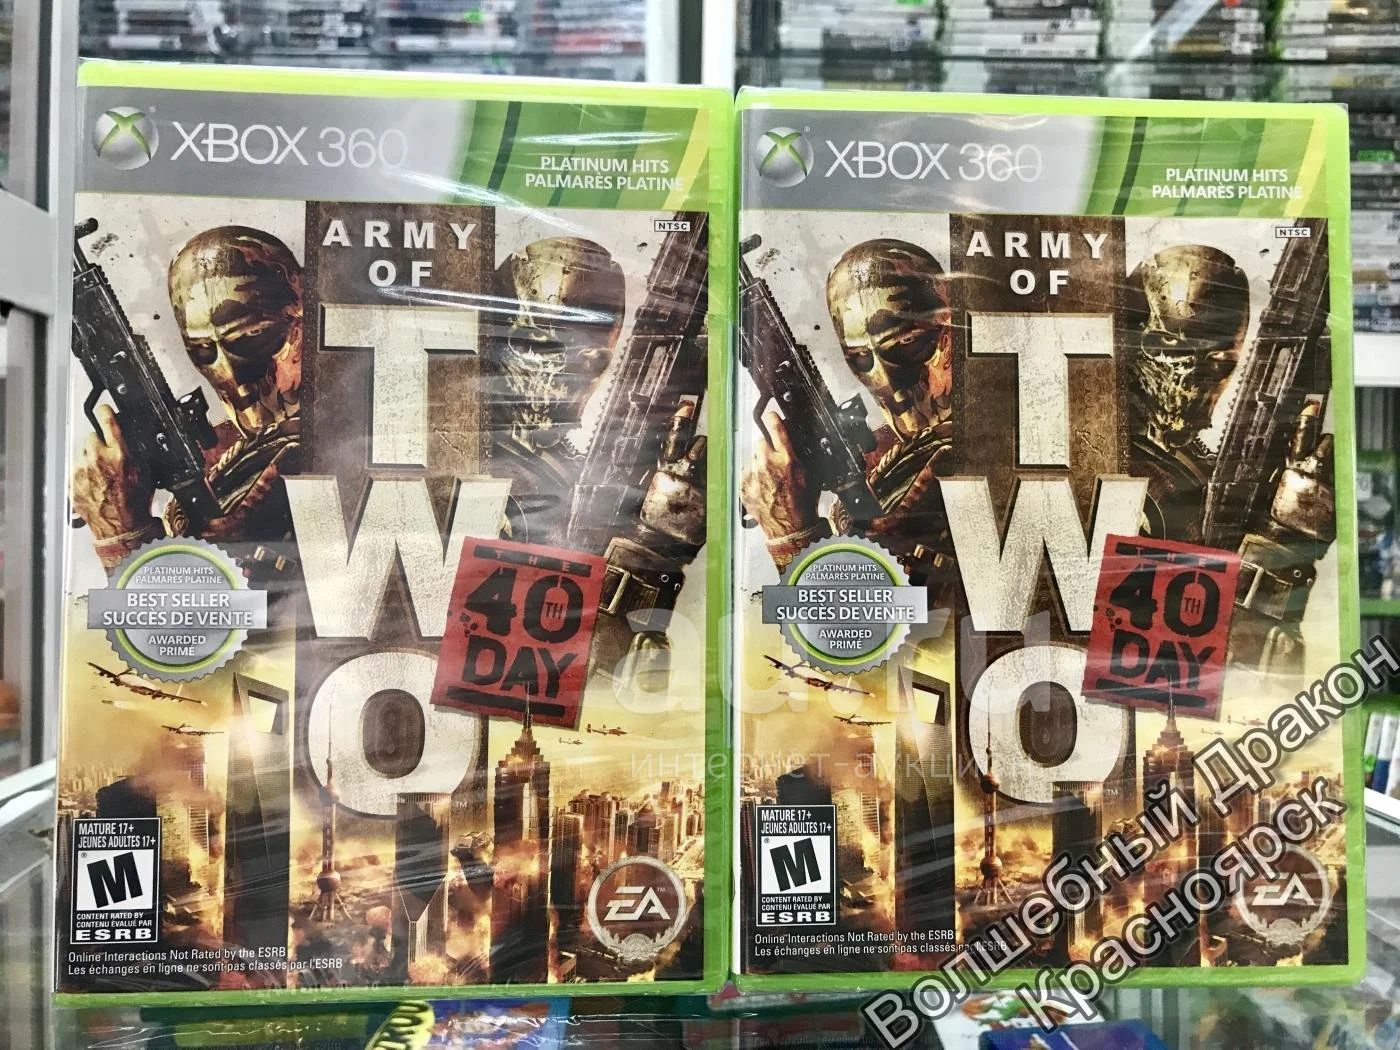 XBOX 360
PLATINUM HITS
PALMARÈS PLATINE
NTSC
ARMY
OF
TWO
THE
40TH
DAY
PLATINUM HITS
PALMARÈS PLATINE
BEST SELLER
SUCCÈS DE VENTE
AWARDED
PRIMÉ
MATURE 17+
JEUNES ADULTES 17+
M
CONTENT RATED BY
CONTENU ÉVALUÉ PAR
ESRB
EA
Online Interactions Not Rated by the ESRB
Les échanges en ligne ne sont pas classés par l'ESRB
XBOX 360
PLATINUM HITS
PALMARÈS PLATINE
NTSC
ARMY
OF
TWO
THE
40TH
DAY
PLATINUM HITS
PALMARÈS PLATINE
BEST SELLER
SUCCÈS DE VENTE
AWARDED
PRIMÉ
MATURE 17+
JEUNES ADULTES 17+
M
CONTENT RATED BY
CONTENU ÉVALUÉ PAR
ESRB
EA
Online Interactions Not Rated by the ESRB
Les échanges en ligne ne sont pas classés par l'ESRB
au.ru
интернет-аукцион
Волшебный Дракон
Красноярск